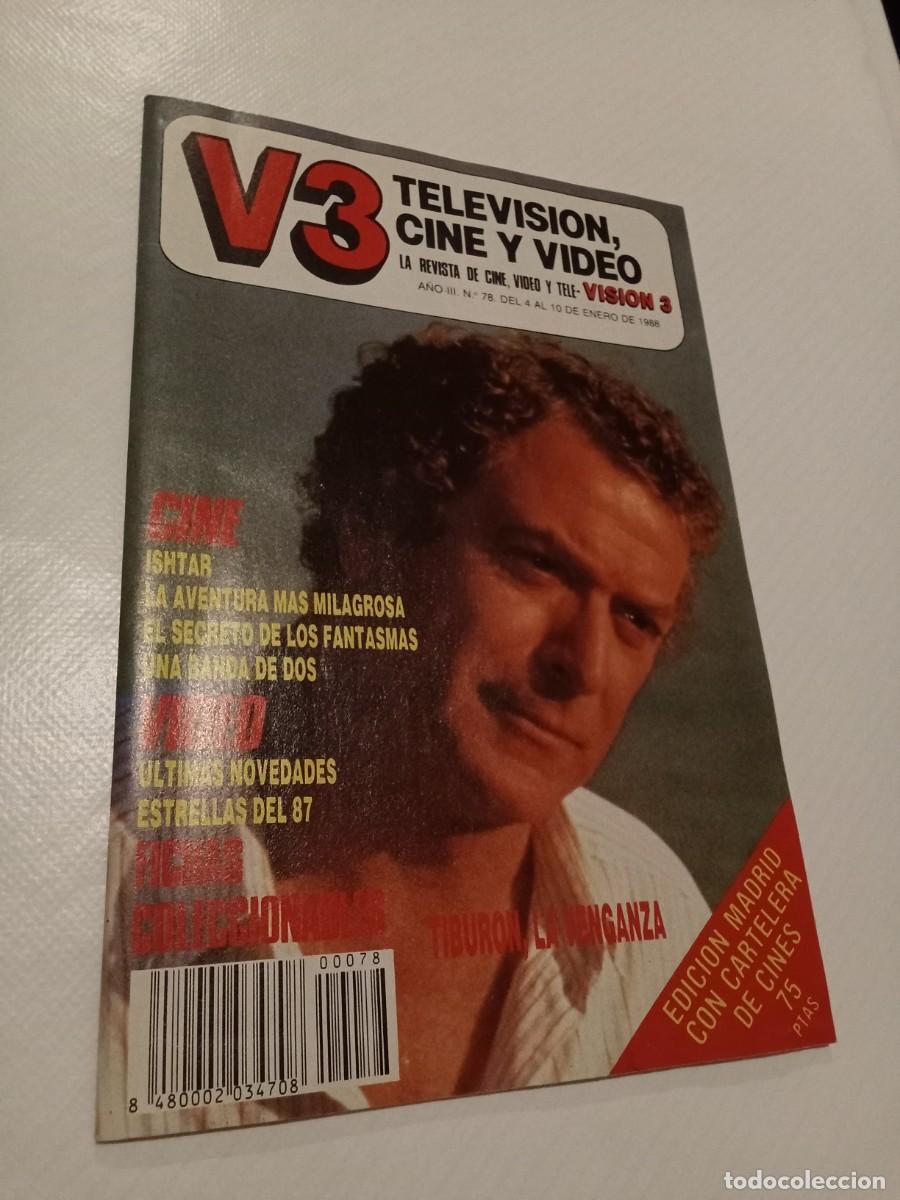 V3
TELEVISION,
CINE Y VIDEO
LA REVISTA DE CINE, VIDEO Y TELE-VISION 3
AÑO III. N.º 78. DEL 4 AL 10 DE ENERO DE 1988
CINE
ISHTAR
LA AVENTURA MAS MILAGROSA
EL SECRETO DE LOS FANTASMAS
UNA BANDA DE DOS
VIDEO
ULTIMAS NOVEDADES
ESTRELLAS DEL 87
FICHAS
COLECCIONABLES
TIBURON, LA VENGANZA
EDICION MADRID
CON CARTELERA
DE CINES
75
PTAS
00078
8 480002 034708
todocoleccion